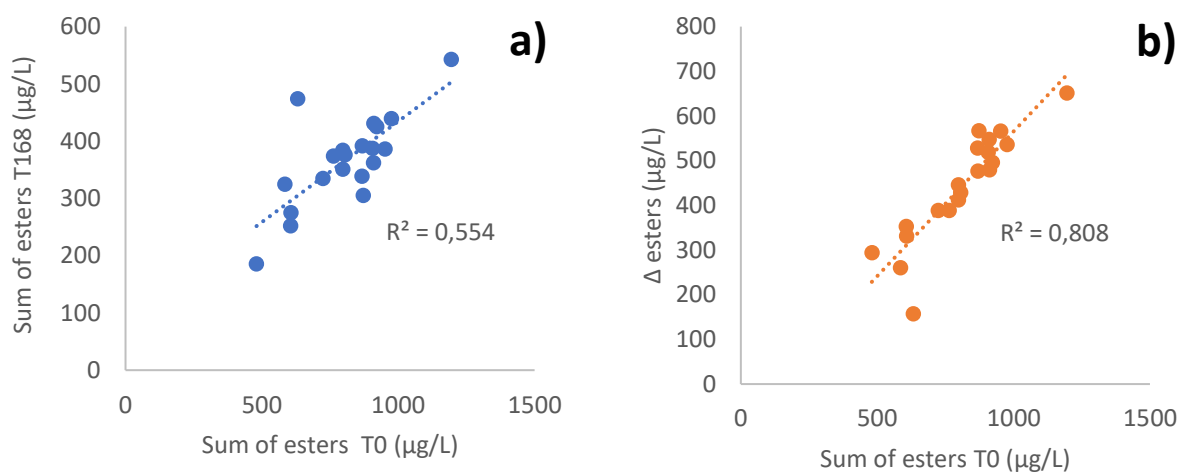 a)
Sum of esters T168 (µg/L)
600
500
400
300
200
100
0
R² = 0,554
0 500 1000 1500
Sum of esters T0 (µg/L)
b)
Δ esters (µg/L)
800
700
600
500
400
300
200
100
0
R² = 0,808
0 500 1000 1500
Sum of esters T0 (µg/L)